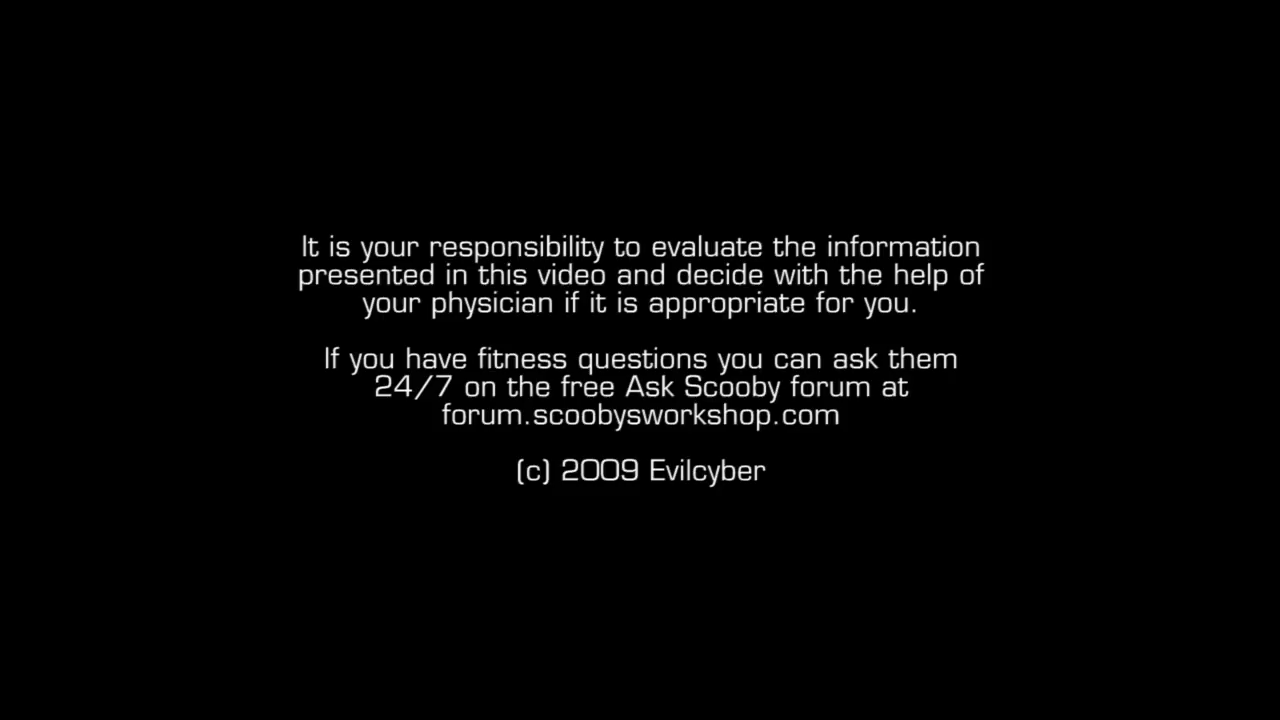 It is your responsibility to evaluate the information
presented in this video and decide with the help of
your physician if it is appropriate for you.
If you have fitness questions you can ask them
24/7 on the free Ask Scooby forum at
forum.scoobysworkshop.com
(c) 2009 Evilcyber